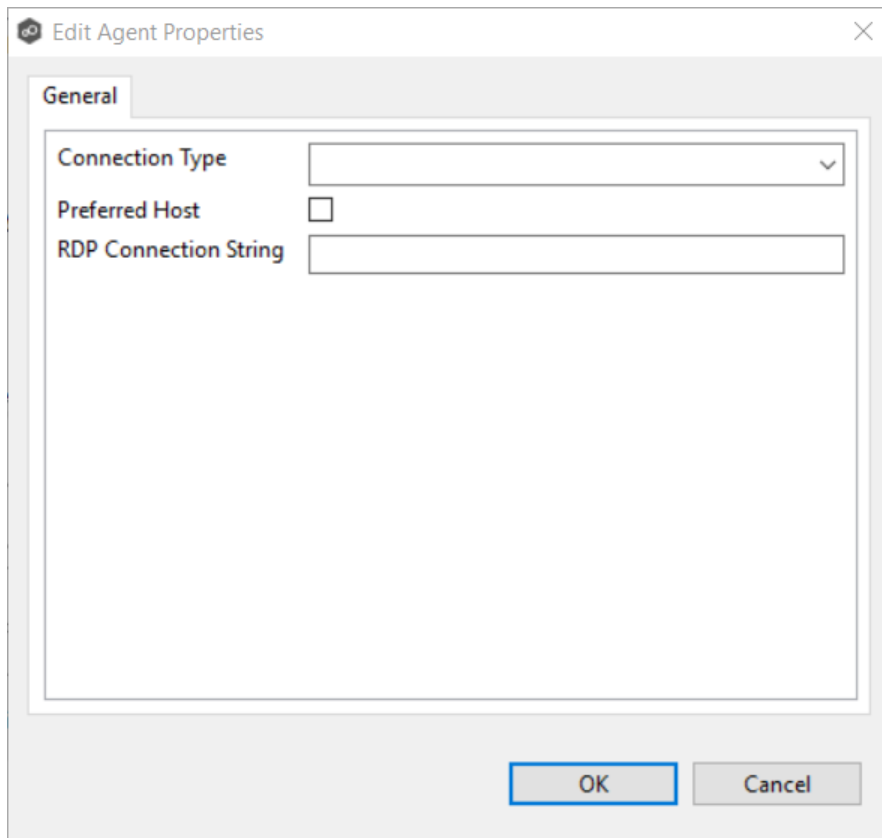 Edit Agent Properties
General
Connection Type
Preferred Host
RDP Connection String
OK Cancel